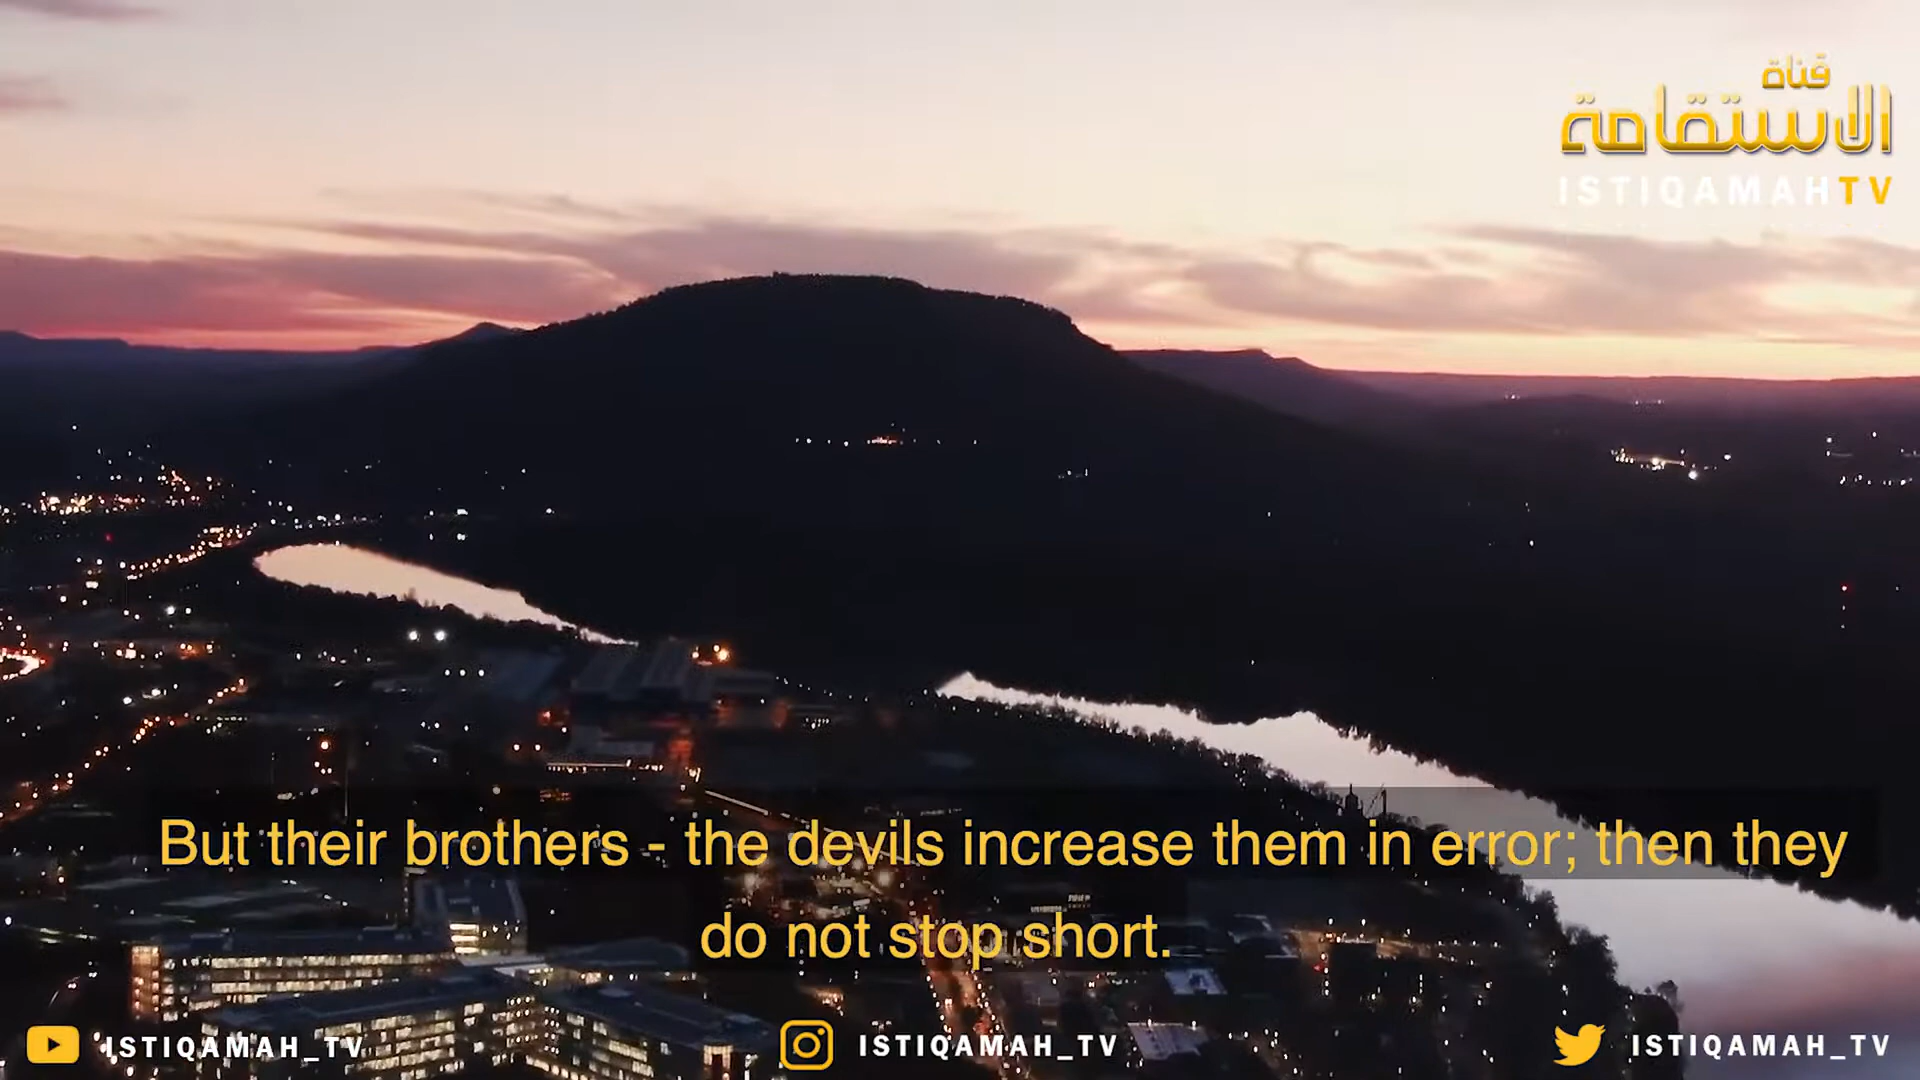 قناة
الاستقامة
ISTIQAMAHTV
But their brothers - the devils increase them in error; then they
do not stop short.
ISTIQAMAH_TV
ISTIQAMAH_TV
ISTIQAMAH_TV